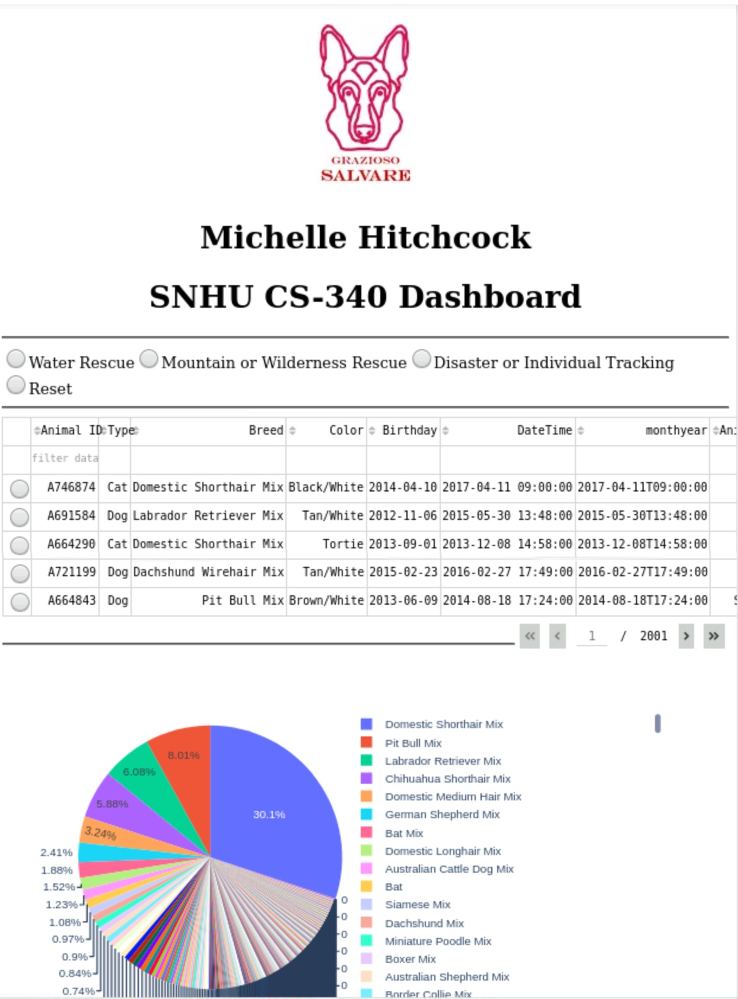 GRAZIOSO
SALVARE
Michelle Hitchcock
SNHU CS-340 Dashboard
Water Rescue Mountain or Wilderness Rescue Disaster or Individual Tracking
Reset
Animal ID Type Breed Color Birthday DateTime monthyear
filter data
A746874 Cat Domestic Shorthair Mix Black/White 2014-04-10 2017-04-11 09:00:00 2017-04-11T09:00:00
A691584 Dog Labrador Retriever Mix Tan/White 2012-11-06 2015-05-30 13:48:00 2015-05-30T13:48:00
A664290 Cat Domestic Shorthair Mix Tortie 2013-09-01 2013-12-08 14:58:00 2013-12-08T14:58:00
A721199 Dog Dachshund Wirehair Mix Tan/White 2015-02-23 2016-02-27 17:49:00 2016-02-27T17:49:00
A664843 Dog Pit Bull Mix Brown/White 2013-06-09 2014-08-18 17:24:00 2014-08-18T17:24:00
« ‹ 1 / 2001 › »
8.01%
6.08%
5.88%
3.24%
30.1%
2.41%
1.88%
1.52%
1.23%
1.08%
0.97%
0.9%
0.84%
0.74%
0
0
0
0
0
0
Domestic Shorthair Mix
Pit Bull Mix
Labrador Retriever Mix
Chihuahua Shorthair Mix
Domestic Medium Hair Mix
German Shepherd Mix
Bat Mix
Domestic Longhair Mix
Australian Cattle Dog Mix
Bat
Siamese Mix
Dachshund Mix
Miniature Poodle Mix
Boxer Mix
Australian Shepherd Mix
Border Collie Mix